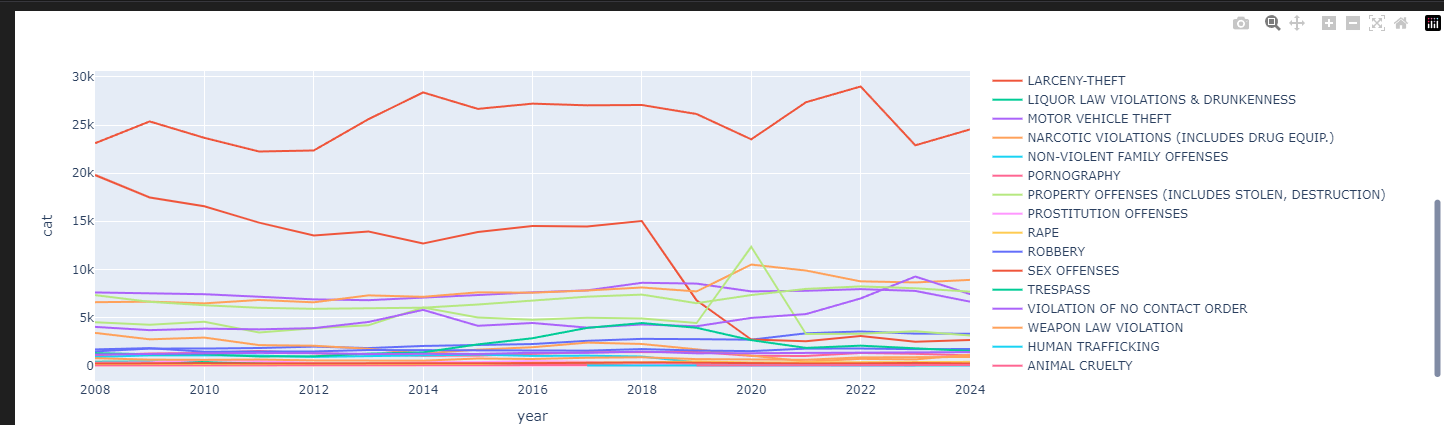 30k
25k
20k
15k
10k
5k
0
2008 2010 2012 2014 2016 2018 2020 2022 2024
year
cat
LARCENY-THEFT
LIQUOR LAW VIOLATIONS & DRUNKENNESS
MOTOR VEHICLE THEFT
NARCOTIC VIOLATIONS (INCLUDES DRUG EQUIP.)
NON-VIOLENT FAMILY OFFENSES
PORNOGRAPHY
PROPERTY OFFENSES (INCLUDES STOLEN, DESTRUCTION)
PROSTITUTION OFFENSES
RAPE
ROBBERY
SEX OFFENSES
TRESPASS
VIOLATION OF NO CONTACT ORDER
WEAPON LAW VIOLATION
HUMAN TRAFFICKING
ANIMAL CRUELTY